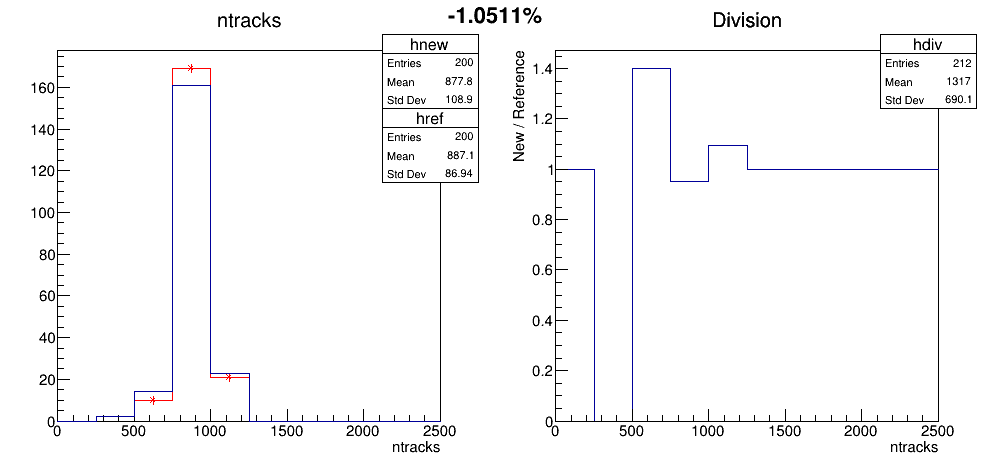 -1.0511%
ntracks
hnew
Entries 200
Mean 877.8
Std Dev 108.9
href
Entries 200
Mean 887.1
Std Dev 86.94
160
140
120
100
80
60
40
20
0
0 500 1000 1500 2000 2500
ntracks
Division
hdiv
Entries 212
Mean 1317
Std Dev 690.1
New / Reference
1.4
1.2
1
0.8
0.6
0.4
0.2
0
0 500 1000 1500 2000 2500
ntracks